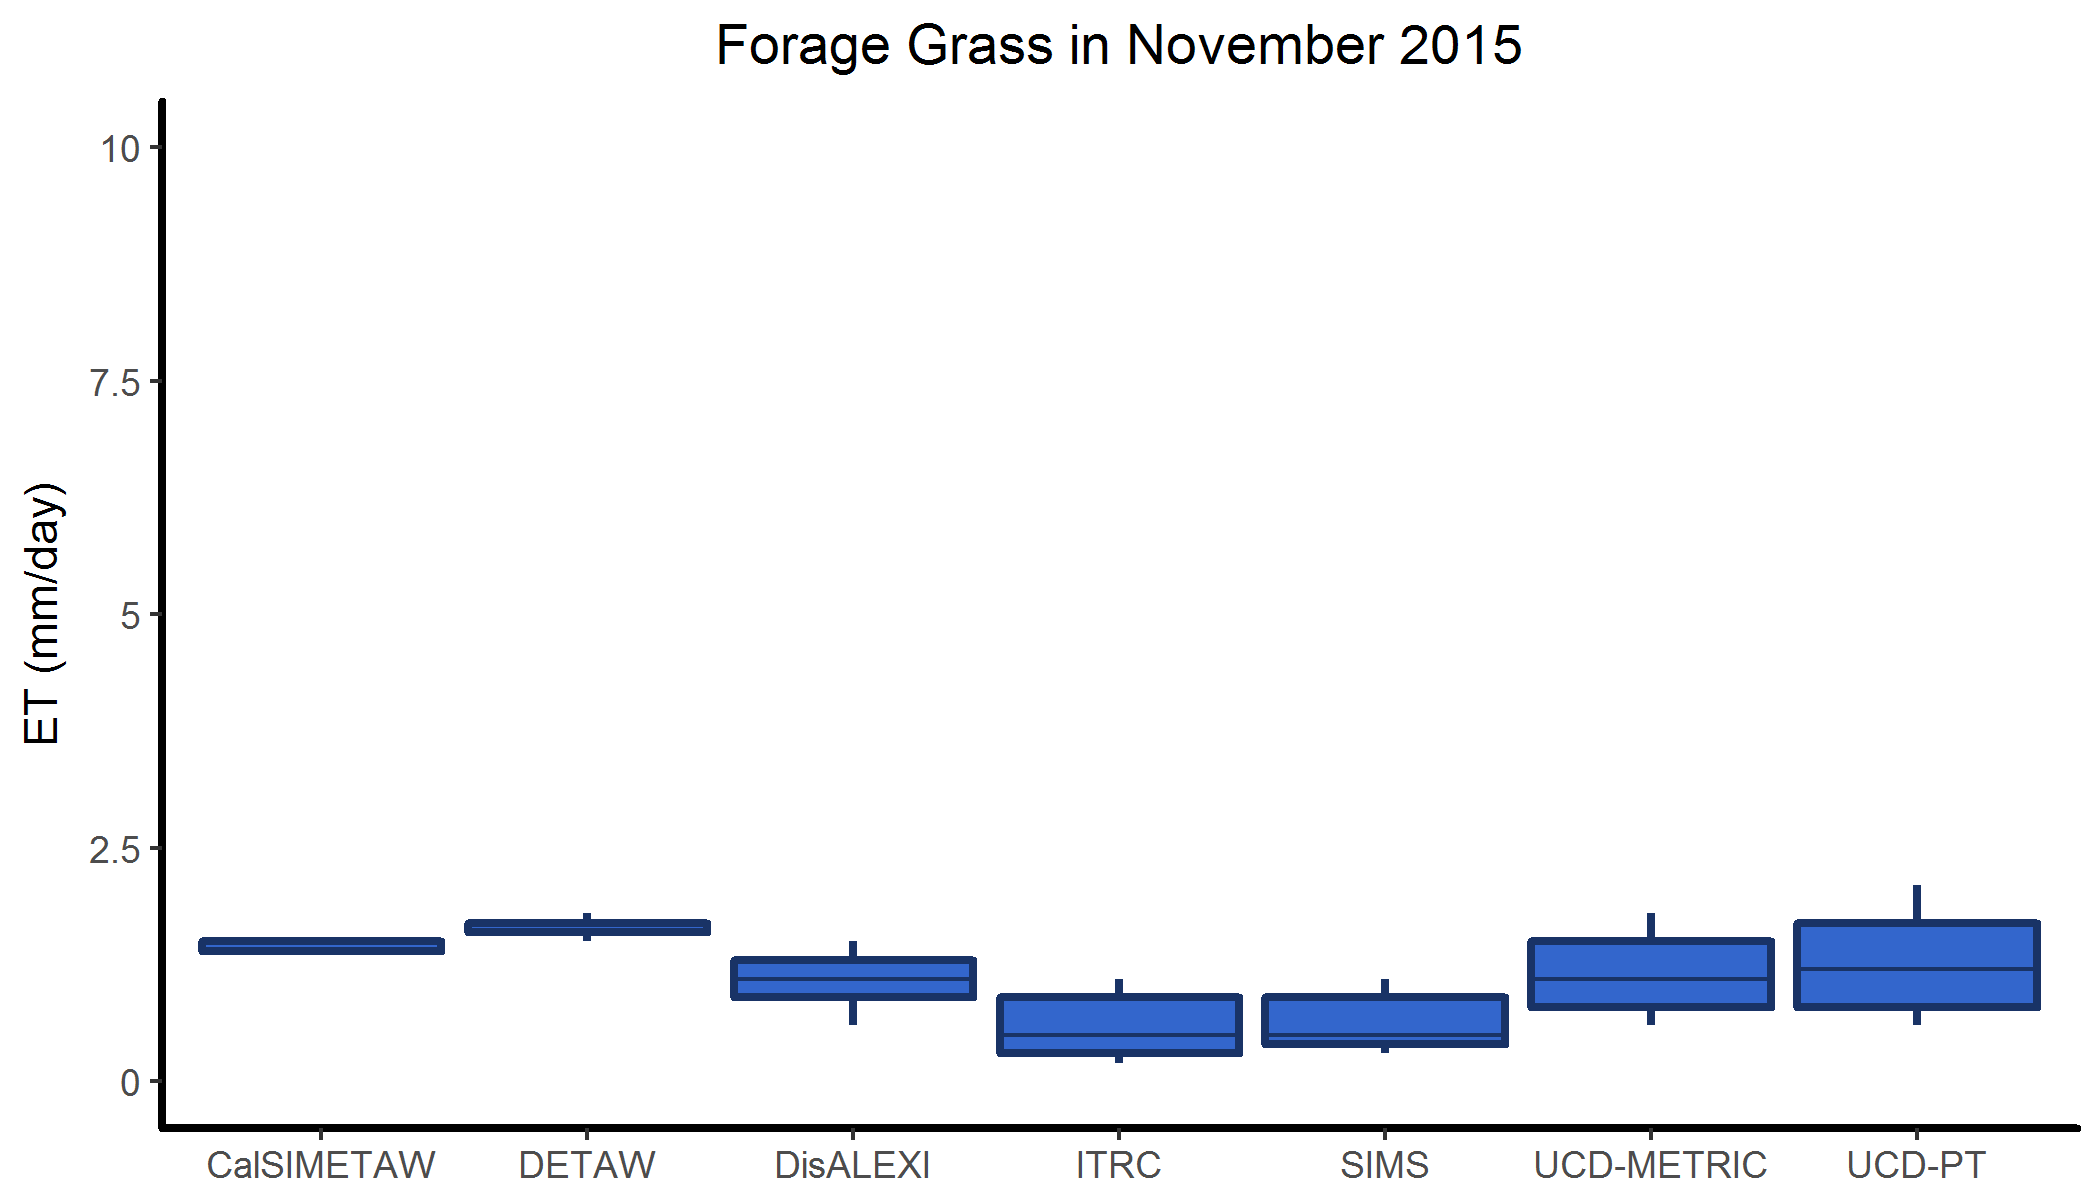 Forage Grass in November 2015
ET (mm/day)
10
7.5
5
2.5
0
CalSIMETAW DETAW DisALEXI ITRC SIMS UCD-METRIC UCD-PT